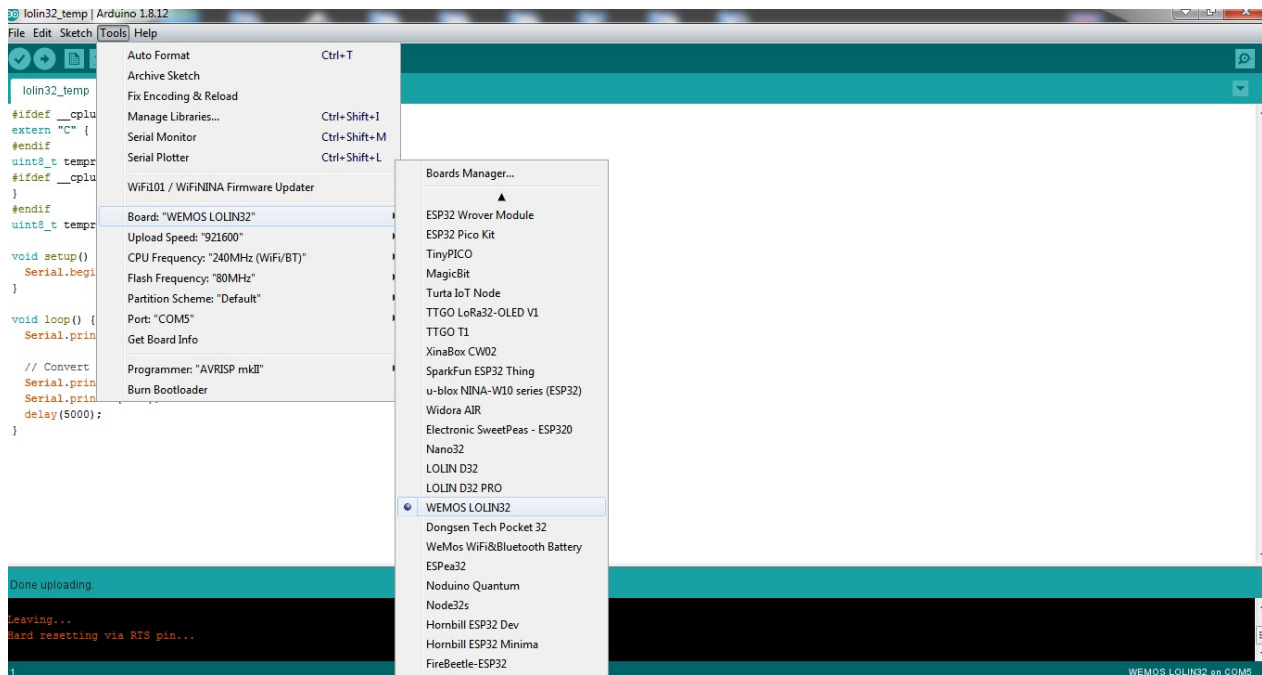 lolin32_temp | Arduino 1.8.12
File Edit Sketch Tools Help
lolin32_temp
#ifdef __cplu
extern "C" {
#endif
uint8_t tempr
#ifdef __cplu
}
#endif
uint8_t tempr
void setup()
Serial.begi
}
void loop() {
Serial.prin
// Convert
Serial.prin
Serial.prin
delay(5000);
}
Auto Format Ctrl+T
Archive Sketch
Fix Encoding & Reload
Manage Libraries... Ctrl+Shift+I
Serial Monitor Ctrl+Shift+M
Serial Plotter Ctrl+Shift+L
WiFi101 / WiFiNINA Firmware Updater
Board: "WEMOS LOLIN32"
Upload Speed: "921600"
CPU Frequency: "240MHz (WiFi/BT)"
Flash Frequency: "80MHz"
Partition Scheme: "Default"
Port: "COM5"
Get Board Info
Programmer: "AVRISP mkII"
Burn Bootloader
Boards Manager...
ESP32 Wrover Module
ESP32 Pico Kit
TinyPICO
MagicBit
Turta IoT Node
TTGO LoRa32-OLED V1
TTGO T1
XinaBox CW02
SparkFun ESP32 Thing
u-blox NINA-W10 series (ESP32)
Widora AIR
Electronic SweetPeas - ESP320
Nano32
LOLIN D32
LOLIN D32 PRO
WEMOS LOLIN32
Dongsen Tech Pocket 32
WeMos WiFi&Bluetooth Battery
ESPea32
Noduino Quantum
Node32s
Hornbill ESP32 Dev
Hornbill ESP32 Minima
FireBeetle-ESP32
Done uploading.
Leaving...
Hard resetting via RTS pin...
1
WEMOS LOLIN32 on COM5